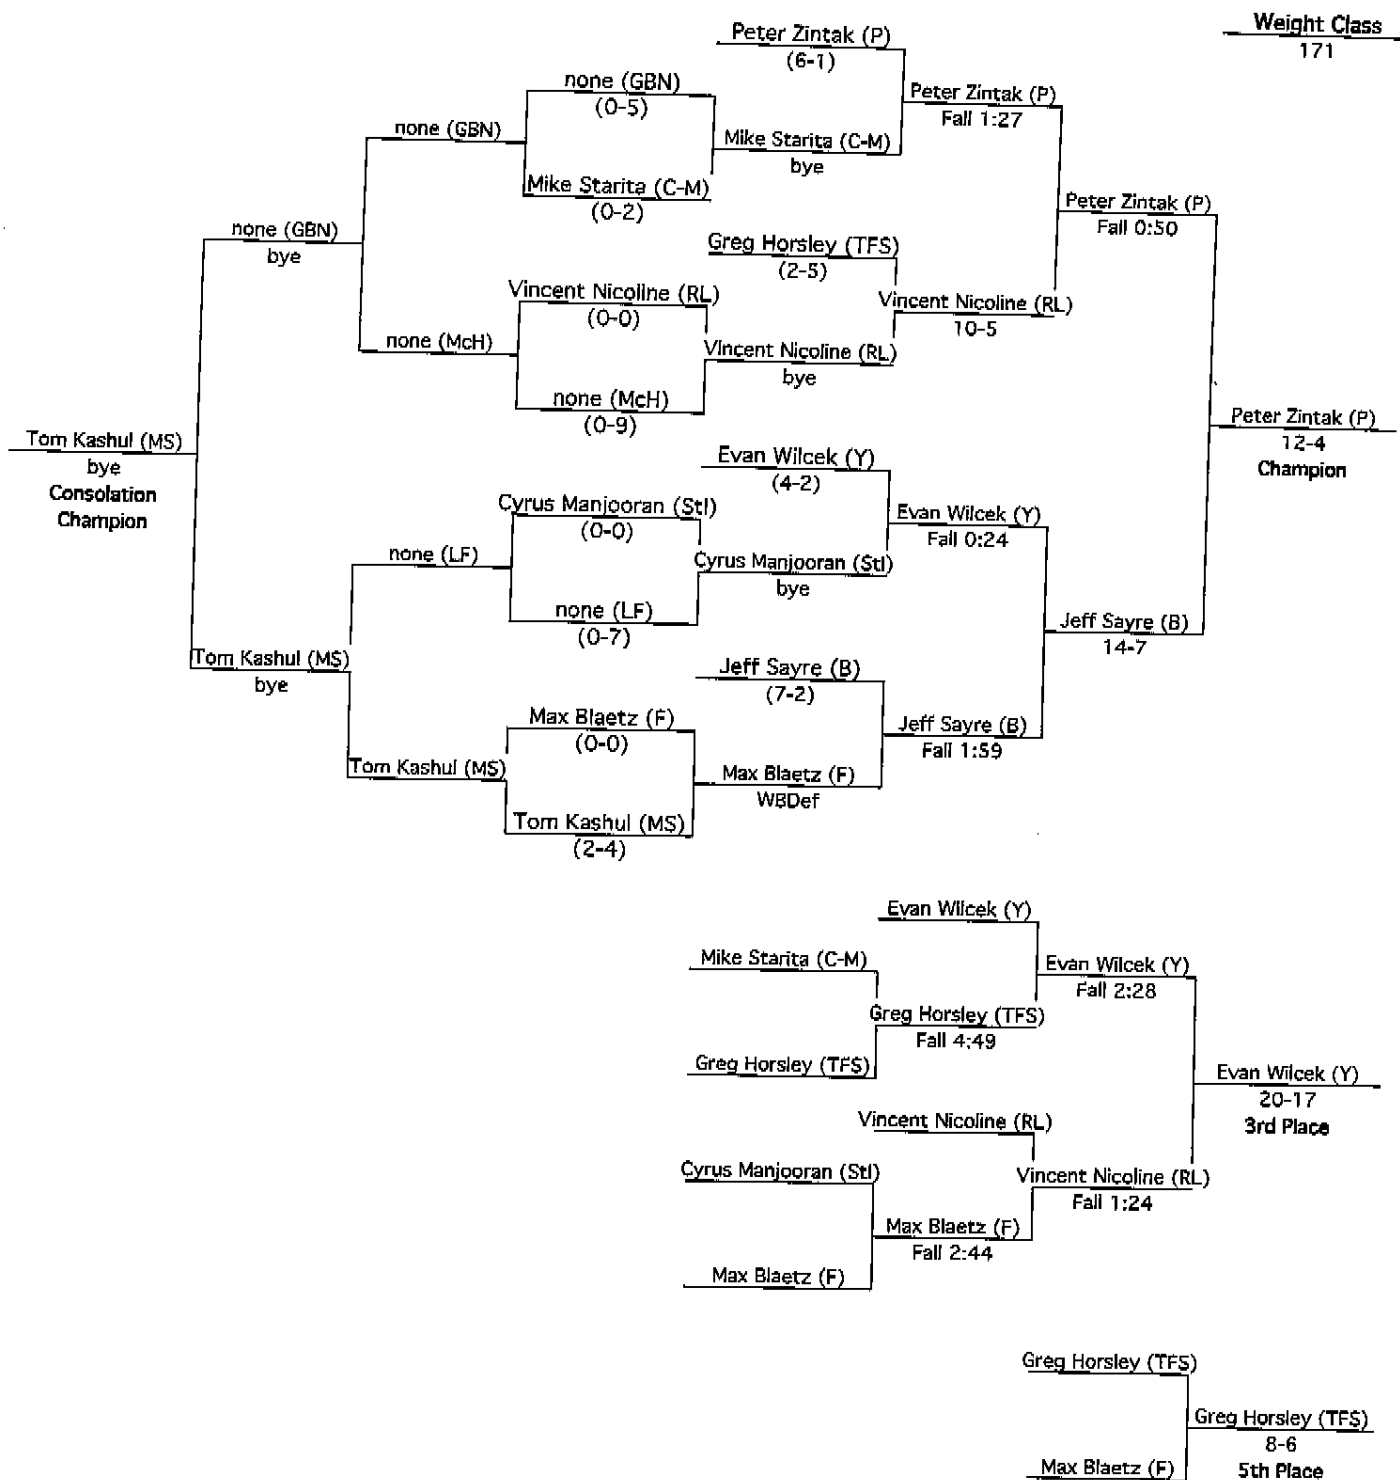 Weight Class
171
Peter Zintak (P)
(6-1)
none (GBN)
(0-5)
Peter Zintak (P)
Fall 1:27
none (GBN)
Mike Starita (C-M)
bye
Mike Starita (C-M)
(0-2)
Peter Zintak (P)
Fall 0:50
none (GBN)
bye
Greg Horsley (TFS)
(2-5)
Vincent Nicoline (RL)
(0-0)
Vincent Nicoline (RL)
10-5
none (McH)
Vincent Nicoline (RL)
bye
none (McH)
(0-9)
Peter Zintak (P)
12-4
Champion
Tom Kashul (MS)
bye
Consolation
Champion
Evan Wilcek (Y)
(4-2)
Cyrus Manjooran (Stl)
(0-0)
Evan Wilcek (Y)
Fall 0:24
none (LF)
Cyrus Manjooran (Stl)
bye
none (LF)
(0-7)
Jeff Sayre (B)
14-7
Tom Kashul (MS)
bye
Jeff Sayre (B)
(7-2)
Max Blaetz (F)
(0-0)
Jeff Sayre (B)
Fall 1:59
Tom Kashul (MS)
Max Blaetz (F)
WBDef
Tom Kashul (MS)
(2-4)
Evan Wilcek (Y)
Mike Starita (C-M)
Evan Wilcek (Y)
Fall 2:28
Greg Horsley (TFS)
Fall 4:49
Greg Horsley (TFS)
Evan Wilcek (Y)
20-17
3rd Place
Vincent Nicoline (RL)
Cyrus Manjooran (Stl)
Vincent Nicoline (RL)
Fall 1:24
Max Blaetz (F)
Fall 2:44
Max Blaetz (F)
Greg Horsley (TFS)
Greg Horsley (TFS)
8-6
5th Place
Max Blaetz (F)